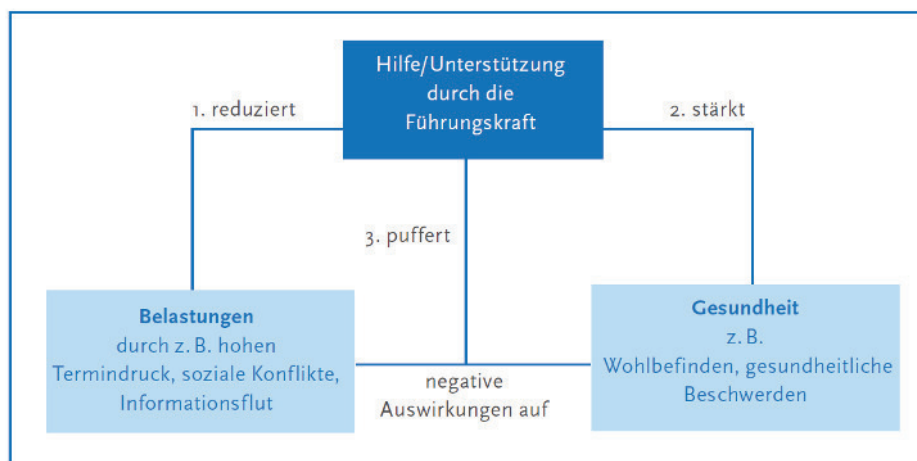 Hilfe/Unterstützung
durch die
Führungskraft
1. reduziert
2. stärkt
3. puffert
Belastungen
durch z. B. hohen
Termindruck, soziale Konflikte,
Informationsflut
negative
Auswirkungen auf
Gesundheit
z. B.
Wohlbefinden, gesundheitliche
Beschwerden